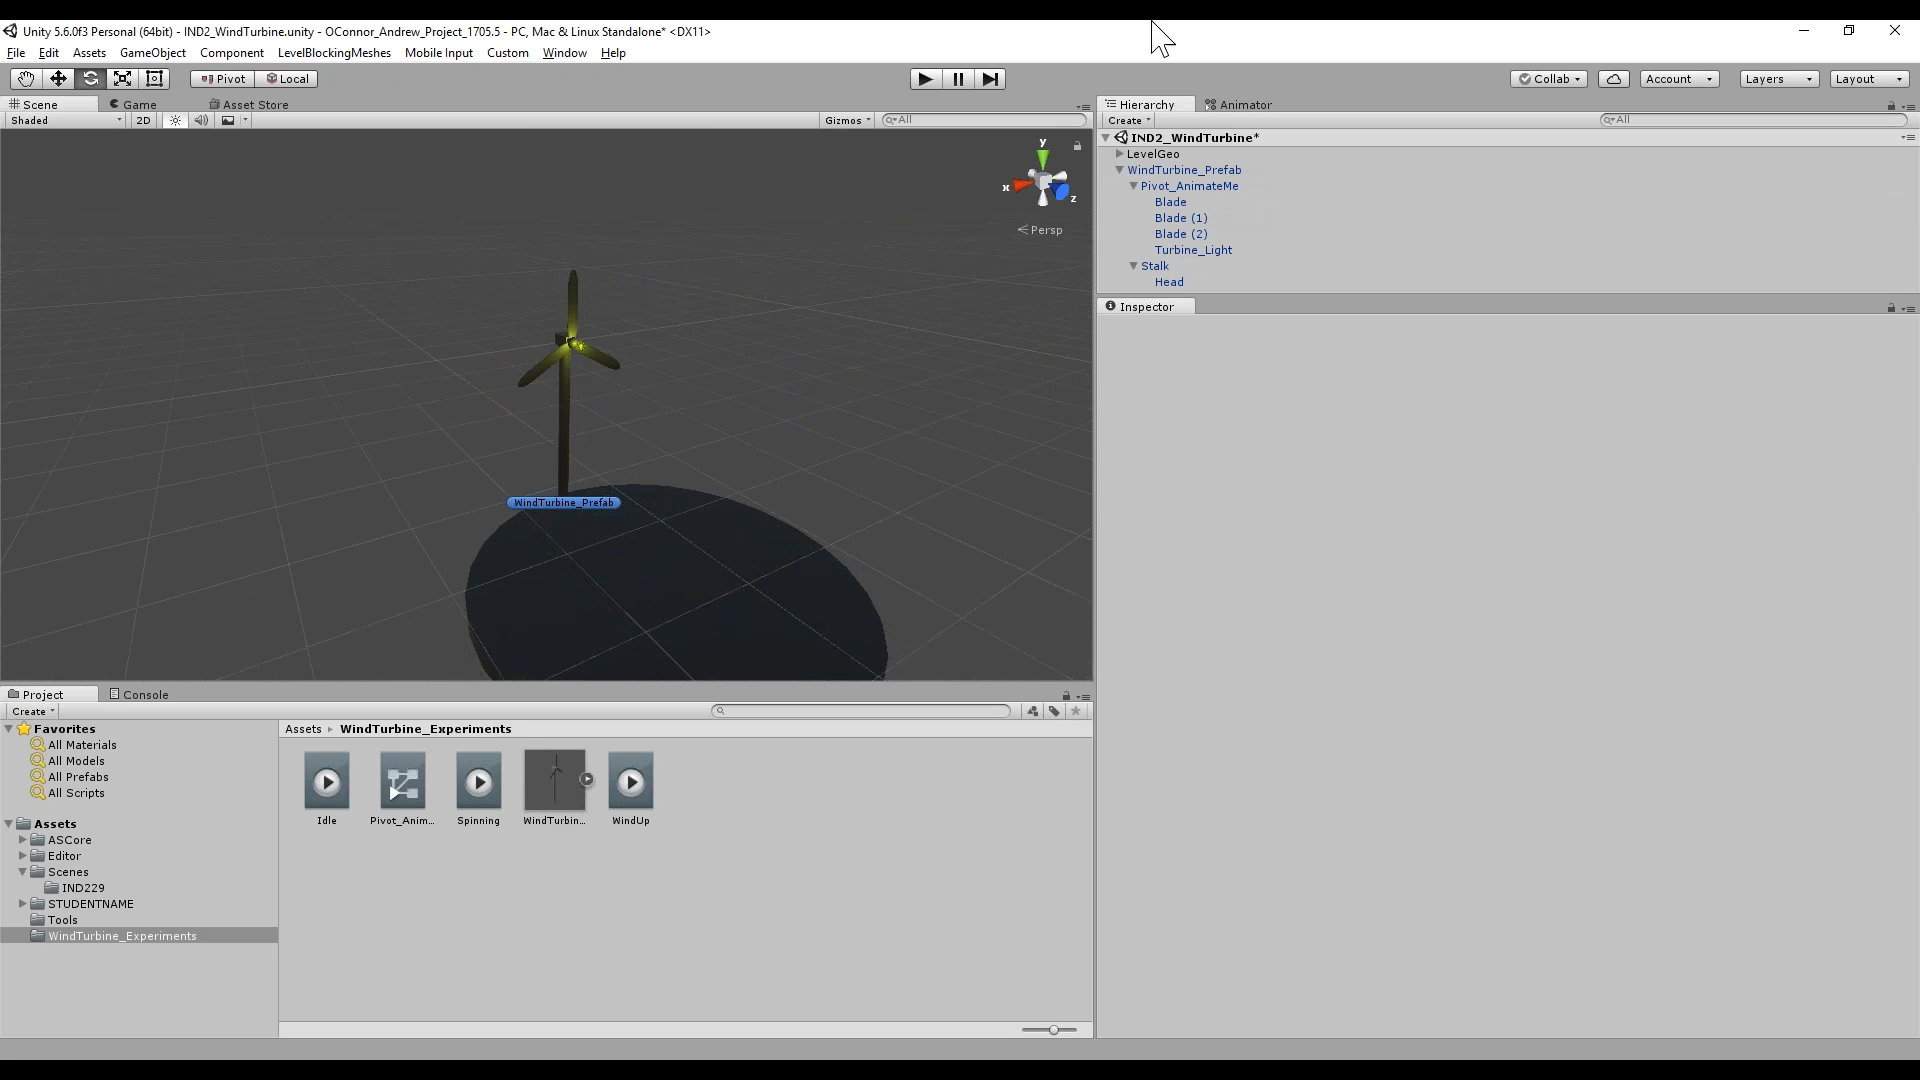 Unity 5.6.0f3 Personal (64bit) - IND2_WindTurbine.unity - OConnor_Andrew_Project_1705.5 - PC, Mac & Linux Standalone* <DX11>
File Edit Assets GameObject Component LevelBlockingMeshes Mobile Input Custom Window Help
Pivot Local Collab Account Layers Layout
Scene Game Asset Store
Shaded 2D Gizmos All
y
x
z
Persp
WindTurbine_Prefab
Hierarchy Animator
Create All
IND2_WindTurbine*
LevelGeo
WindTurbine_Prefab
Pivot_AnimateMe
Blade
Blade (1)
Blade (2)
Turbine_Light
Stalk
Head
Inspector
Project Console
Create
Favorites
All Materials
All Models
All Prefabs
All Scripts
Assets
ASCore
Editor
Scenes
IND229
STUDENTNAME
Tools
WindTurbine_Experiments
Assets WindTurbine_Experiments
Idle Pivot_Anim... Spinning WindTurbin... WindUp